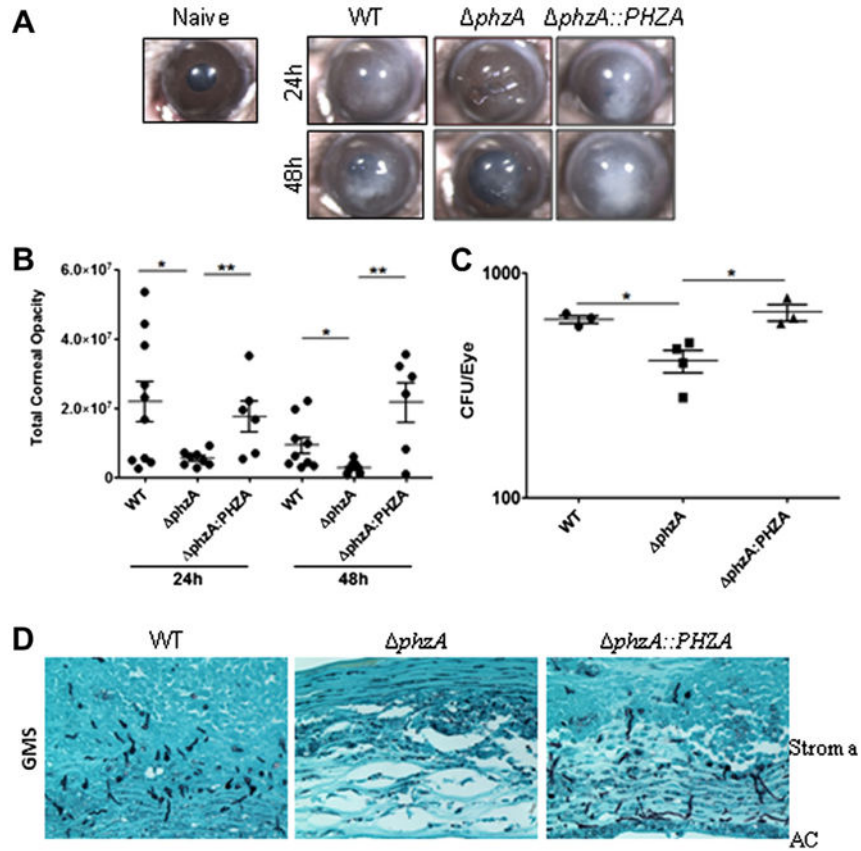 A
Naive
WT
ΔphzA
ΔphzA::PHZA
24h
48h
B
Total Corneal Opacity
6.0×10⁷
4.0×10⁷
2.0×10⁷
0
*
**
*
**
WT
ΔphzA
ΔphzA:PHZA
WT
ΔphzA
ΔphzA:PHZA
24h
48h
C
CFU/Eye
1000
100
*
*
WT
ΔphzA
ΔphzA:PHZA
D
WT
ΔphzA
ΔphzA::PHZA
GMS
Stroma
AC